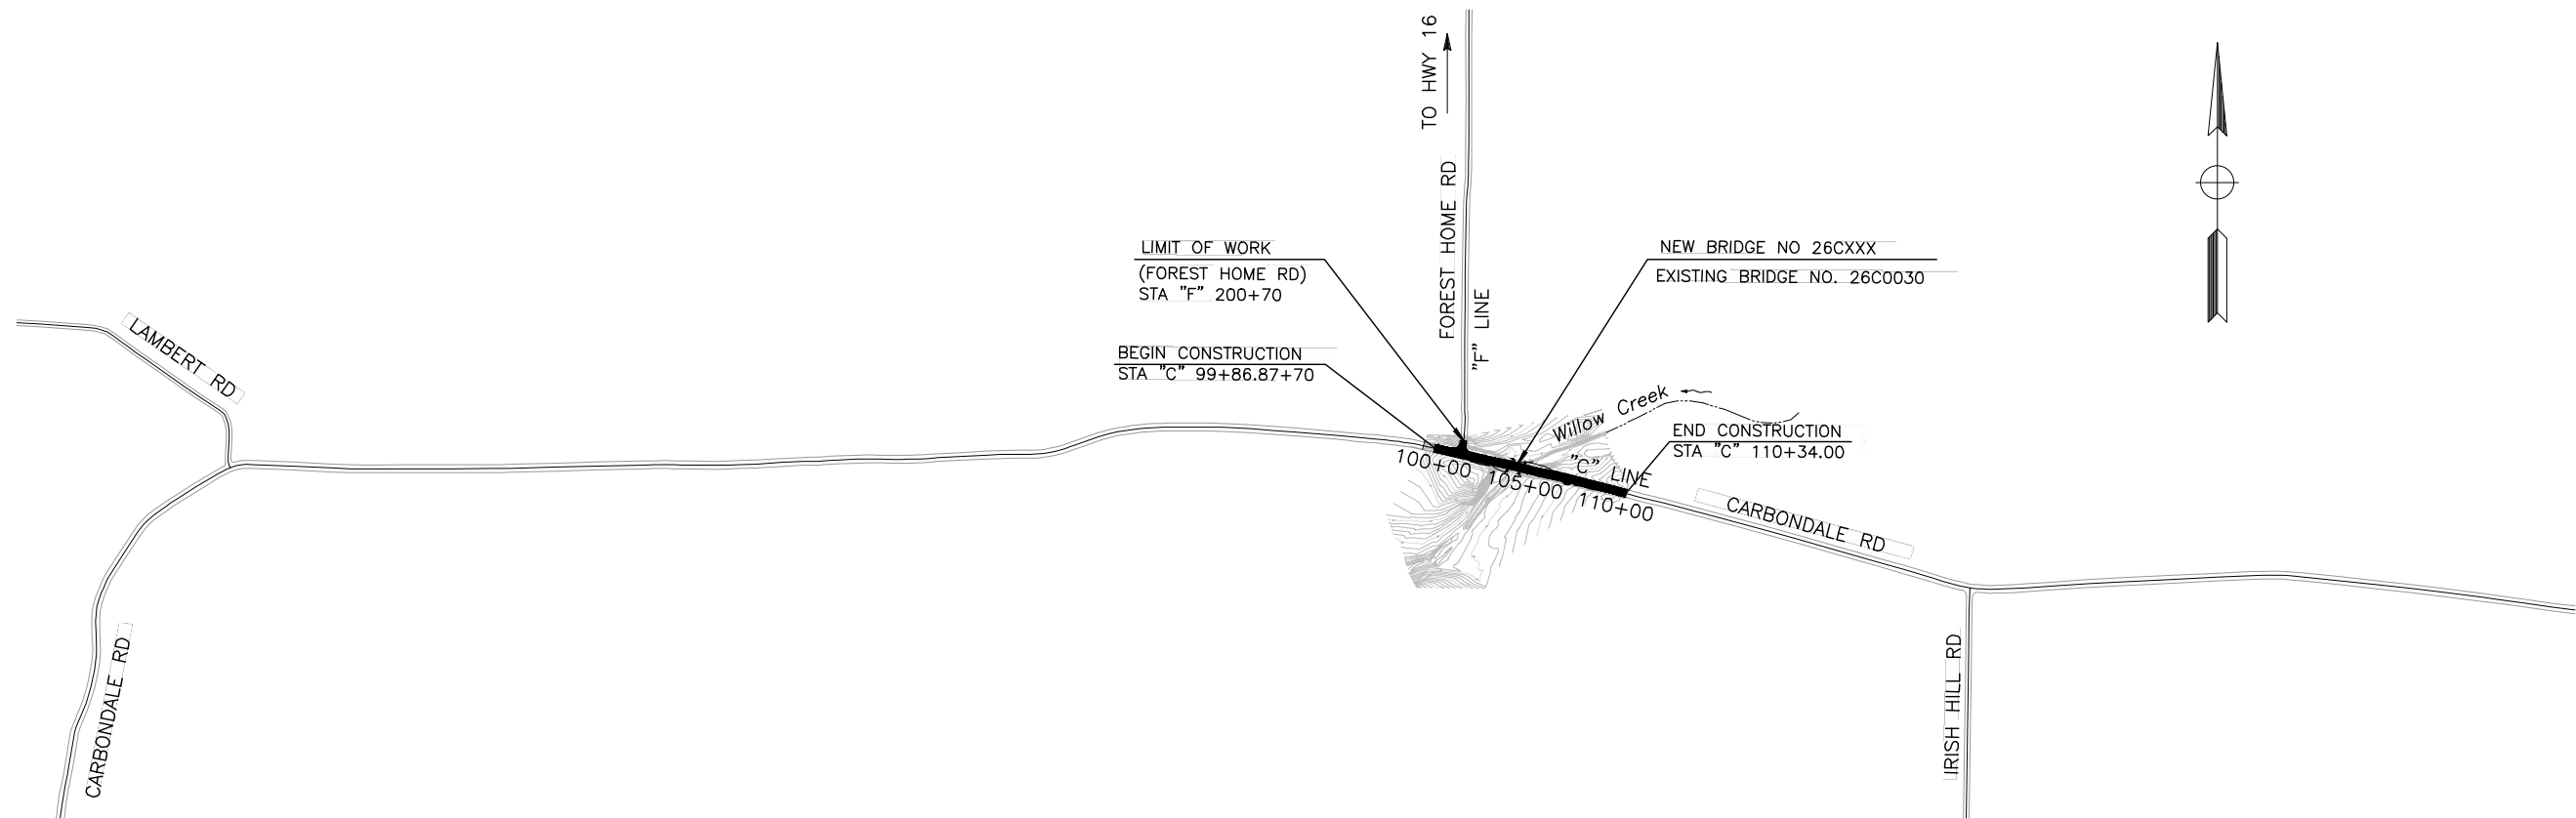 TO HWY 16
FOREST HOME RD
"F" LINE
LIMIT OF WORK
(FOREST HOME RD)
STA "F" 200+70
NEW BRIDGE NO 26CXXX
EXISTING BRIDGE NO. 26C0030
LAMBERT RD
BEGIN CONSTRUCTION
STA "C" 99+86.87+70
Willow Creek
END CONSTRUCTION
STA "C" 110+34.00
"C" LINE
100+00
105+00
110+00
CARBONDALE RD
CARBONDALE RD
IRISH HILL RD